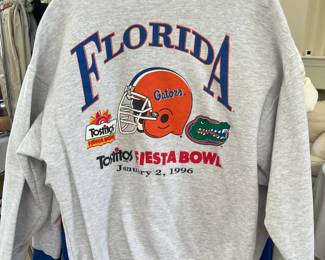 FLORIDA
Gators
Tostitos
FIESTA BOWL
Tostitos FIESTA BOWL
January 2, 1996